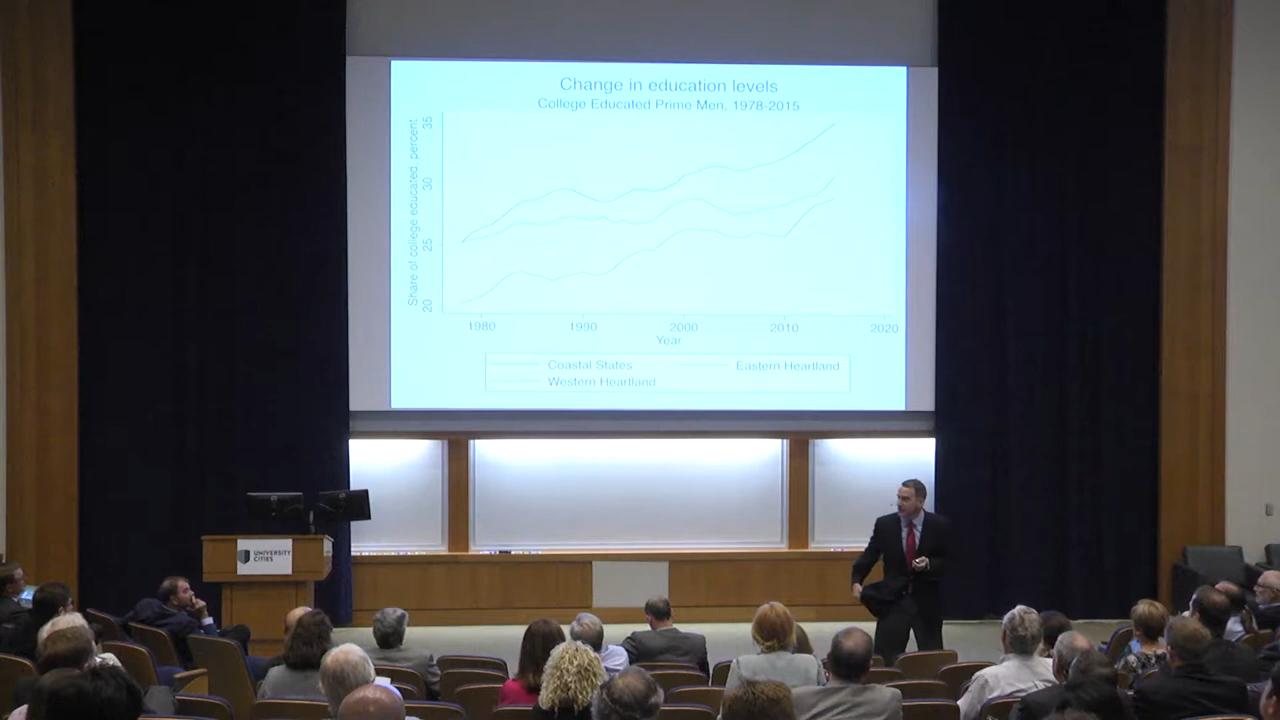 Change in education levels
College Educated Prime Men, 1978-2015
Share of college educated, percent
35
30
25
20
1980 1990 2000 2010 2020
Year
Coastal States Eastern Heartland
Western Heartland
UNIVERSITY
CITIES